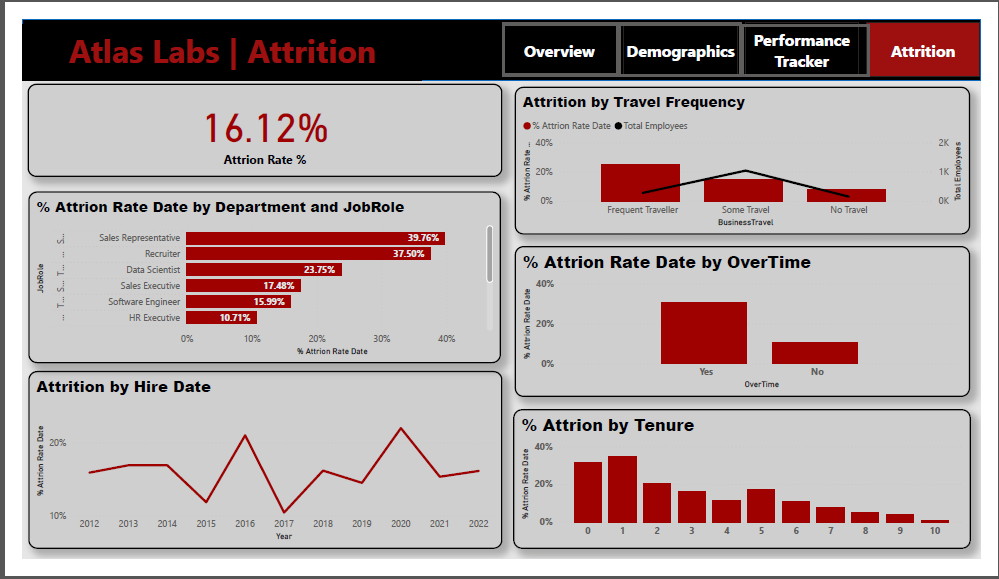 Atlas Labs | Attrition
Overview
Demographics
Performance
Tracker
Attrition
16.12%
Attrion Rate %
% Attrion Rate Date by Department and JobRole
JobRole
S...
...
T...
S...
T...
...
Sales Representative
39.76%
Recruiter
37.50%
Data Scientist
23.75%
Sales Executive
17.48%
Software Engineer
15.99%
HR Executive
10.71%
0% 10% 20% 30% 40%
% Attrion Rate Date
Attrition by Hire Date
% Attrion Rate Date
20%
10%
2012 2013 2014 2015 2016 2017 2018 2019 2020 2021 2022
Year
Attrition by Travel Frequency
% Attrion Rate Date Total Employees
% Attrion Rate ...
40%
20%
0%
2K
1K
0K
Total Employees
Frequent Traveller Some Travel No Travel
BusinessTravel
% Attrion Rate Date by OverTime
% Attrion Rate Date
40%
20%
0%
Yes No
OverTime
% Attrion by Tenure
% Attrion Rate Date
40%
20%
0%
0 1 2 3 4 5 6 7 8 9 10